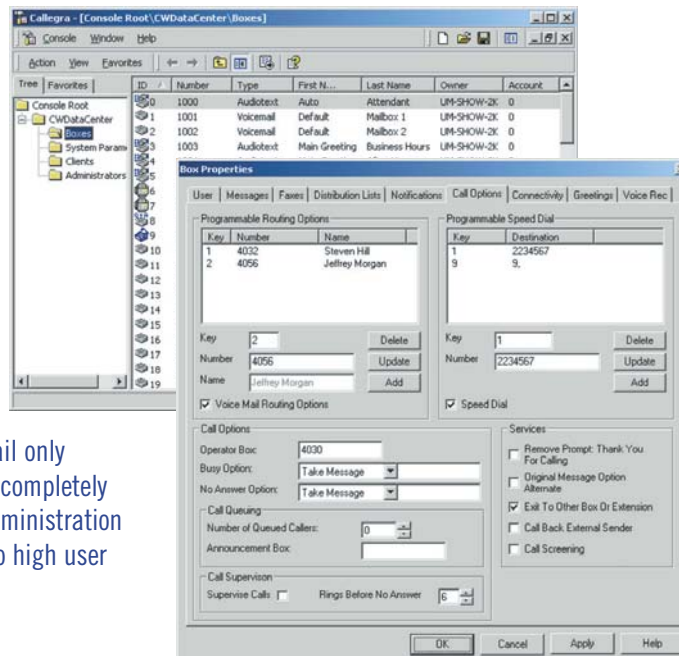 Callegra - [Console Root\CWDataCenter\Boxes]
Console Window Help
Action View Favorites
Tree Favorites
Console Root
CWDataCenter
Boxes
System Param
Clients
Administrators
ID Number Type First N... Last Name Owner Account
0 1000 Audiotext Auto Attendant UM-SHOW-2K 0
1 1001 Voicemail Default Mailbox 1 UM-SHOW-2K 0
2 1002 Voicemail Default Mailbox 2 UM-SHOW-2K 0
3 1003 Audiotext Main Greeting Business Hours UM-SHOW-2K 0
4
5
6
7
8
9
10
11
12
13
14
15
16
17
18
19
Box Properties
User Messages Faxes Distribution Lists Notifications Call Options Connectivity Greetings Voice Rec
Programmable Routing Options
Key Number Name
1 4032 Steven Hill
2 4056 Jeffrey Morgan
Key 2 Delete
Number 4056 Update
Name Jeffrey Morgan Add
Voice Mail Routing Options
Programmable Speed Dial
Key Destination
1 2234567
9 9,
Key 1 Delete
Number 2234567 Update
Add
Speed Dial
Call Options
Operator Box: 4030
Busy Option: Take Message
No Answer Option: Take Message
Call Queuing
Number of Queued Callers: 0
Announcement Box:
Call Supervison
Supervise Calls Rings Before No Answer 6
Services
Remove Prompt: Thank You
For Calling
Original Message Option
Alternate
Exit To Other Box Or Extension
Call Back External Sender
Call Screening
OK Cancel Apply Help
ail only
completely
ministration
o high user